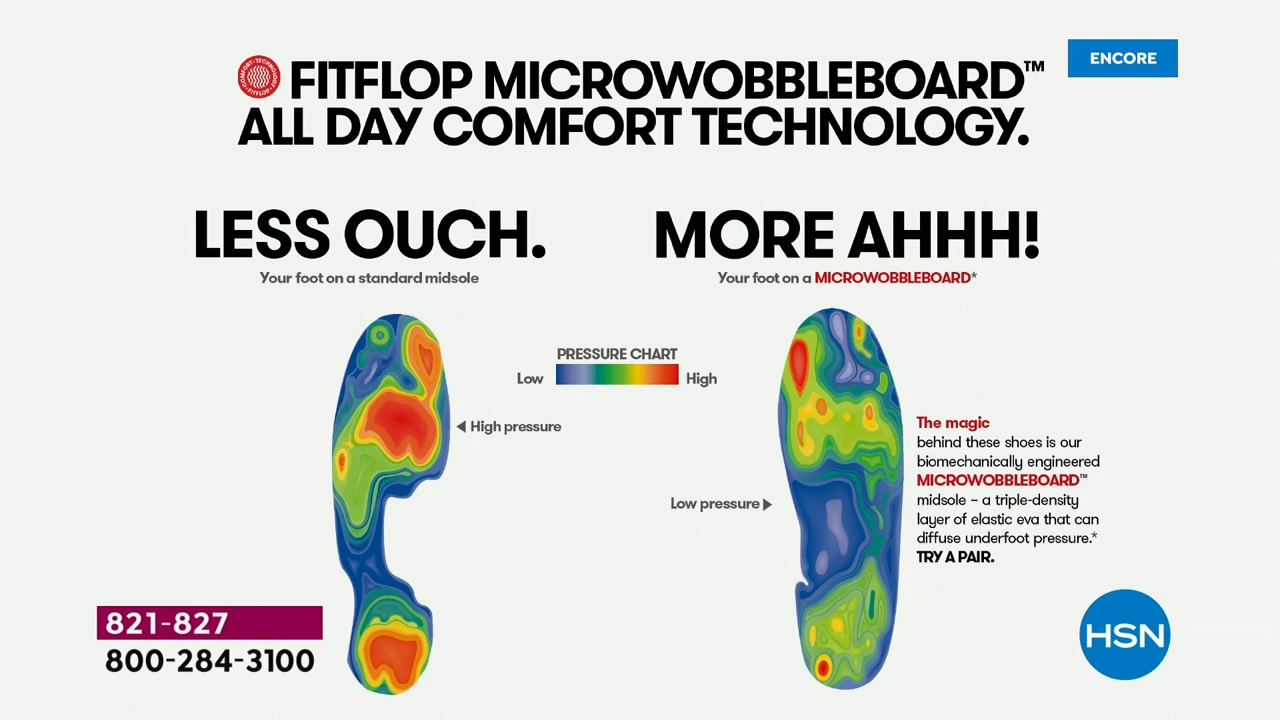 ENCORE
FITFLOP MICROWOBBLEBOARD™
ALL DAY COMFORT TECHNOLOGY.
LESS OUCH.
Your foot on a standard midsole
MORE AHHH!
Your foot on a MICROWOBBLEBOARD*
PRESSURE CHART
Low
High
High pressure
Low pressure
The magic
behind these shoes is our
biomechanically engineered
MICROWOBBLEBOARD™
midsole – a triple-density
layer of elastic eva that can
diffuse underfoot pressure.*
TRY A PAIR.
821-827
800-284-3100
HSN